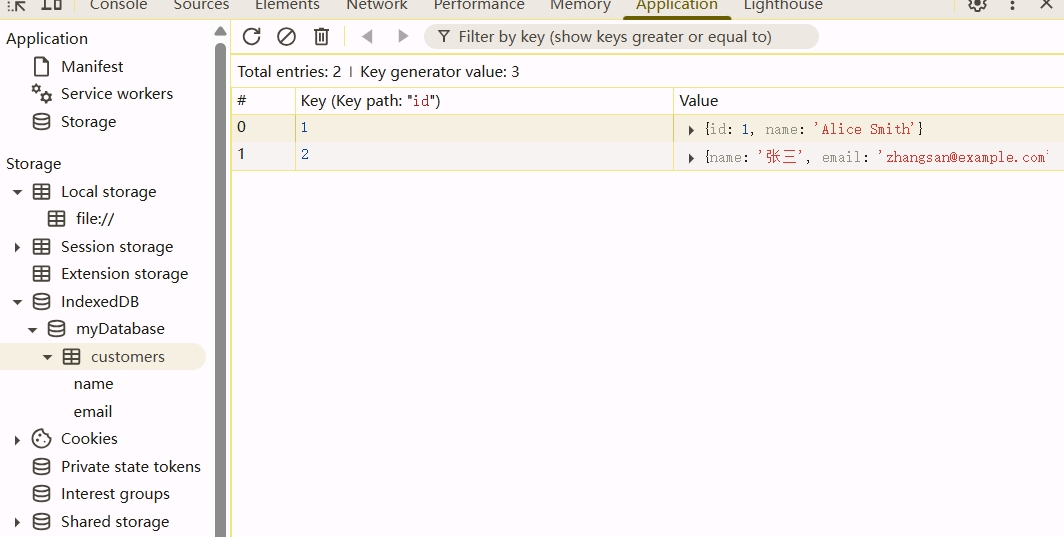 Console Sources Elements Network Performance Memory Application Lighthouse
Application
Manifest
Service workers
Storage
Storage
Local storage
file://
Session storage
Extension storage
IndexedDB
myDatabase
customers
name
email
Cookies
Private state tokens
Interest groups
Shared storage
Filter by key (show keys greater or equal to)
Total entries: 2 | Key generator value: 3
# Key (Key path: "id") Value
0 1 {id: 1, name: 'Alice Smith'}
1 2 {name: '张三', email: 'zhangsan@example.com'